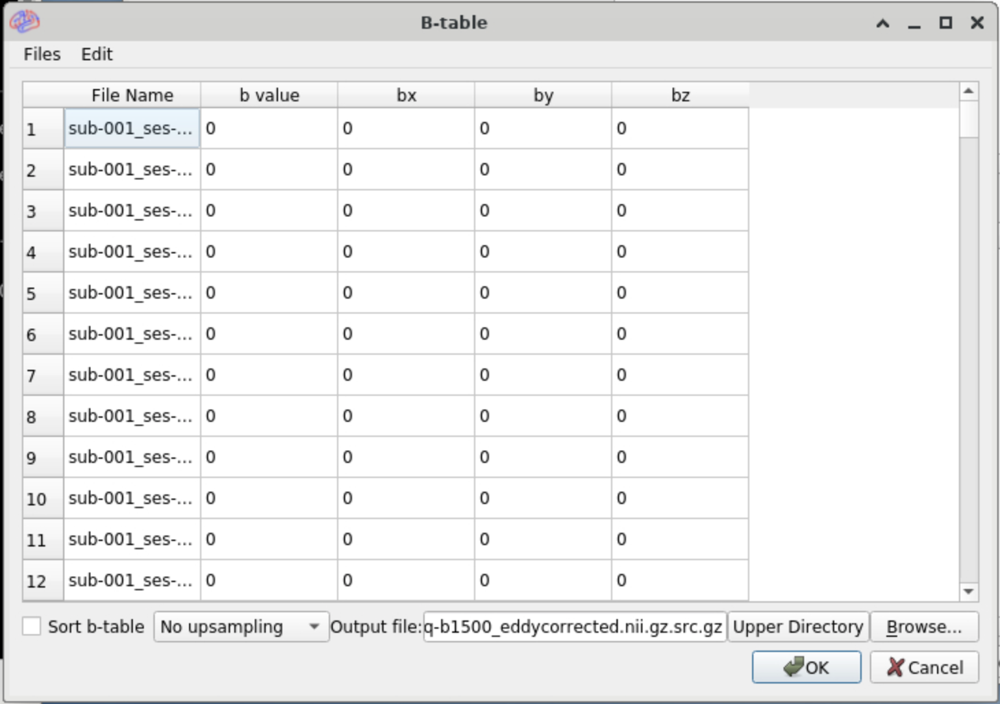 B-table
Files Edit
File Name b value bx by bz
1 sub-001_ses-... 0 0 0 0
2 sub-001_ses-... 0 0 0 0
3 sub-001_ses-... 0 0 0 0
4 sub-001_ses-... 0 0 0 0
5 sub-001_ses-... 0 0 0 0
6 sub-001_ses-... 0 0 0 0
7 sub-001_ses-... 0 0 0 0
8 sub-001_ses-... 0 0 0 0
9 sub-001_ses-... 0 0 0 0
10 sub-001_ses-... 0 0 0 0
11 sub-001_ses-... 0 0 0 0
12 sub-001_ses-... 0 0 0 0
Sort b-table No upsampling Output file: q-b1500_eddycorrected.nii.gz.src.gz Upper Directory Browse...
OK Cancel